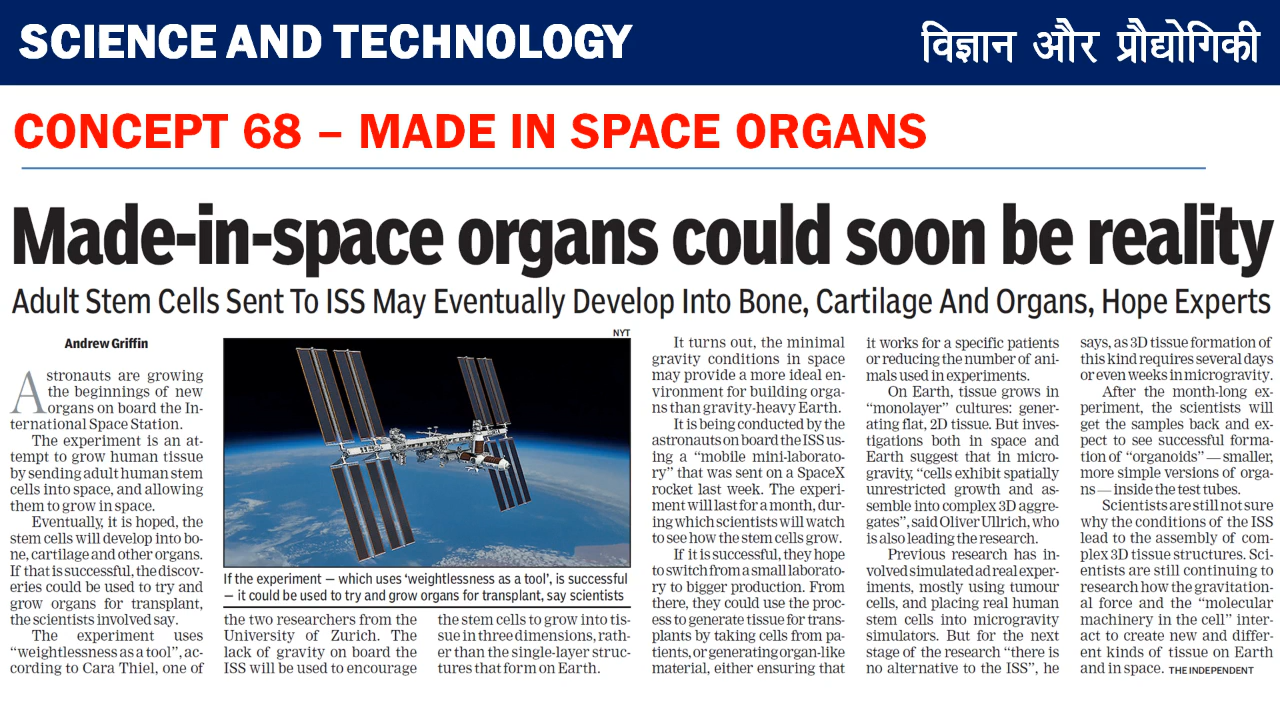 SCIENCE AND TECHNOLOGY
विज्ञान और प्रौद्योगिकी
CONCEPT 68 – MADE IN SPACE ORGANS
Made-in-space organs could soon be reality
Adult Stem Cells Sent To ISS May Eventually Develop Into Bone, Cartilage And Organs, Hope Experts
Andrew Griffin
Astronauts are growing
the beginnings of new
organs on board the In-
ternational Space Station.
The experiment is an at-
tempt to grow human tissue
by sending adult human stem
cells into space, and allowing
them to grow in space.
Eventually, it is hoped, the
stem cells will develop into bo-
ne, cartilage and other organs.
If that is successful, the discov-
eries could be used to try and
grow organs for transplant,
the scientists involved say.
The experiment uses
“weightlessness as a tool”, ac-
cording to Cara Thiel, one of
NYT
If the experiment — which uses ‘weightlessness as a tool’, is successful
— it could be used to try and grow organs for transplant, say scientists
the two researchers from the
University of Zurich. The
lack of gravity on board the
ISS will be used to encourage
the stem cells to grow into tis-
sue in three dimensions, rath-
er than the single-layer struc-
tures that form on Earth.
It turns out, the minimal
gravity conditions in space
may provide a more ideal en-
vironment for building orga-
ns than gravity-heavy Earth.
It is being conducted by the
astronauts on board the ISS us-
ing a “mobile mini-laborato-
ry” that was sent on a SpaceX
rocket last week. The experi-
ment will last for a month, dur-
ing which scientists will watch
to see how the stem cells grow.
If it is successful, they hope
to switch from a small laborato-
ry to bigger production. From
there, they could use the proc-
ess to generate tissue for trans-
plants by taking cells from pa-
tients, or generating organ-like
material, either ensuring that
it works for a specific patients
or reducing the number of ani-
mals used in experiments.
On Earth, tissue grows in
“monolayer” cultures: gener-
ating flat, 2D tissue. But inves-
tigations both in space and
Earth suggest that in micro-
gravity, “cells exhibit spatially
unrestricted growth and as-
semble into complex 3D aggre-
gates”, said Oliver Ullrich, who
is also leading the research.
Previous research has in-
volved simulated ad real exper-
iments, mostly using tumour
cells, and placing real human
stem cells into microgravity
simulators. But for the next
stage of the research “there is
no alternative to the ISS”, he
says, as 3D tissue formation of
this kind requires several days
or even weeks in microgravity.
After the month-long ex-
periment, the scientists will
get the samples back and ex-
pect to see successful forma-
tion of “organoids” — smaller,
more simple versions of orga-
ns — inside the test tubes.
Scientists are still not sure
why the conditions of the ISS
lead to the assembly of com-
plex 3D tissue structures. Sci-
entists are still continuing to
research how the gravitation-
al force and the “molecular
machinery in the cell” inter-
act to create new and differ-
ent kinds of tissue on Earth
and in space. THE INDEPENDENT